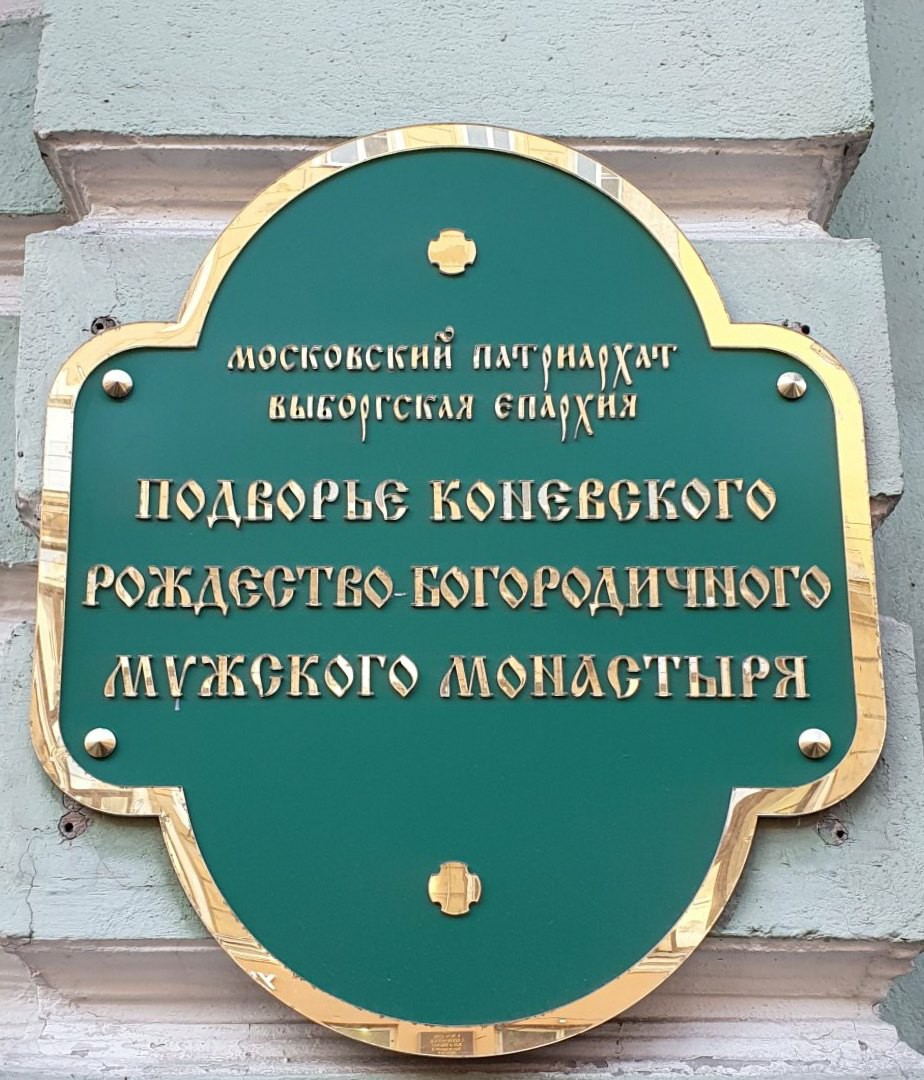 МОСКОВСКИЙ ПАТРИАРХАТ
ВЫБОРГСКАЯ ЕПАРХИЯ
ПОДВОРЬЕ КОНЕВСКОГО
РОЖДЕСТВО-БОГОРОДИЧНОГО
МУЖСКОГО МОНАСТЫРЯ